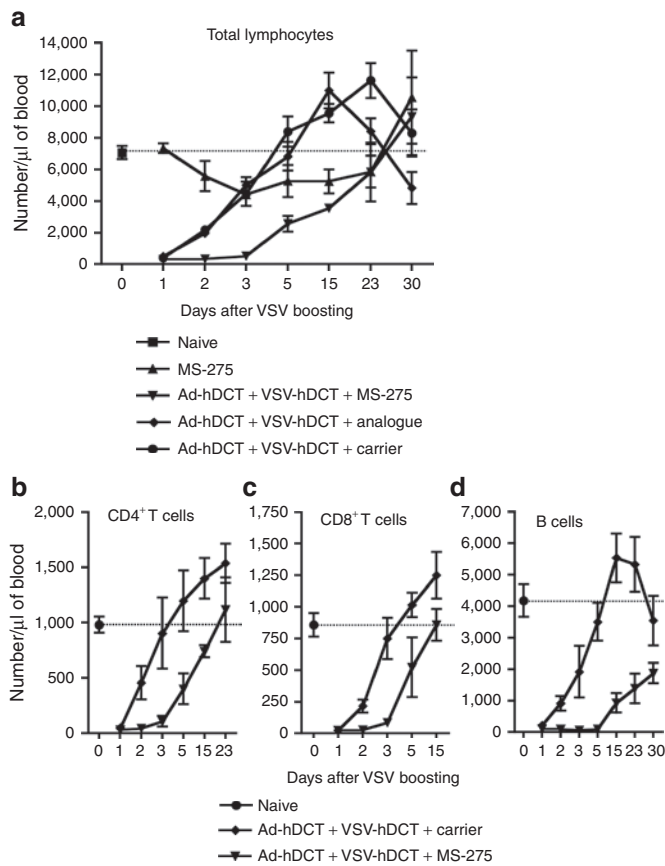 a
Total lymphocytes
Number/µl of blood
14,000
12,000
10,000
8,000
6,000
4,000
2,000
0
0 1 2 3 5 15 23 30
Days after VSV boosting
Naive
MS-275
Ad-hDCT + VSV-hDCT + MS-275
Ad-hDCT + VSV-hDCT + analogue
Ad-hDCT + VSV-hDCT + carrier
b
CD4+ T cells
Number/µl of blood
2,000
1,500
1,000
500
0
0 1 2 3 5 15 23
c
CD8+ T cells
1,750
1,500
1,250
1,000
750
500
250
0
0 1 2 3 5 15
d
B cells
7,000
6,000
5,000
4,000
3,000
2,000
1,000
0
0 1 2 3 5 15 23 30
Days after VSV boosting
Naive
Ad-hDCT + VSV-hDCT + carrier
Ad-hDCT + VSV-hDCT + MS-275